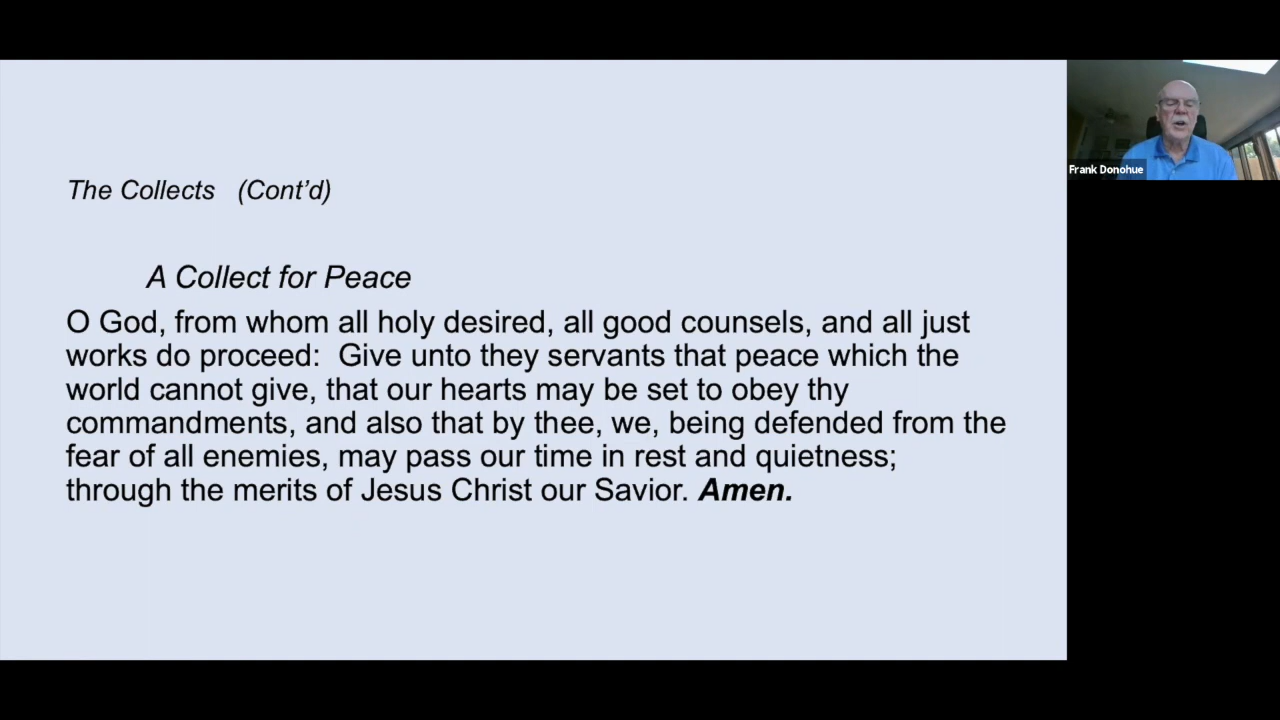 The Collects (Cont’d)
A Collect for Peace
O God, from whom all holy desired, all good counsels, and all just
works do proceed: Give unto they servants that peace which the
world cannot give, that our hearts may be set to obey thy
commandments, and also that by thee, we, being defended from the
fear of all enemies, may pass our time in rest and quietness;
through the merits of Jesus Christ our Savior. Amen.
Frank Donohue